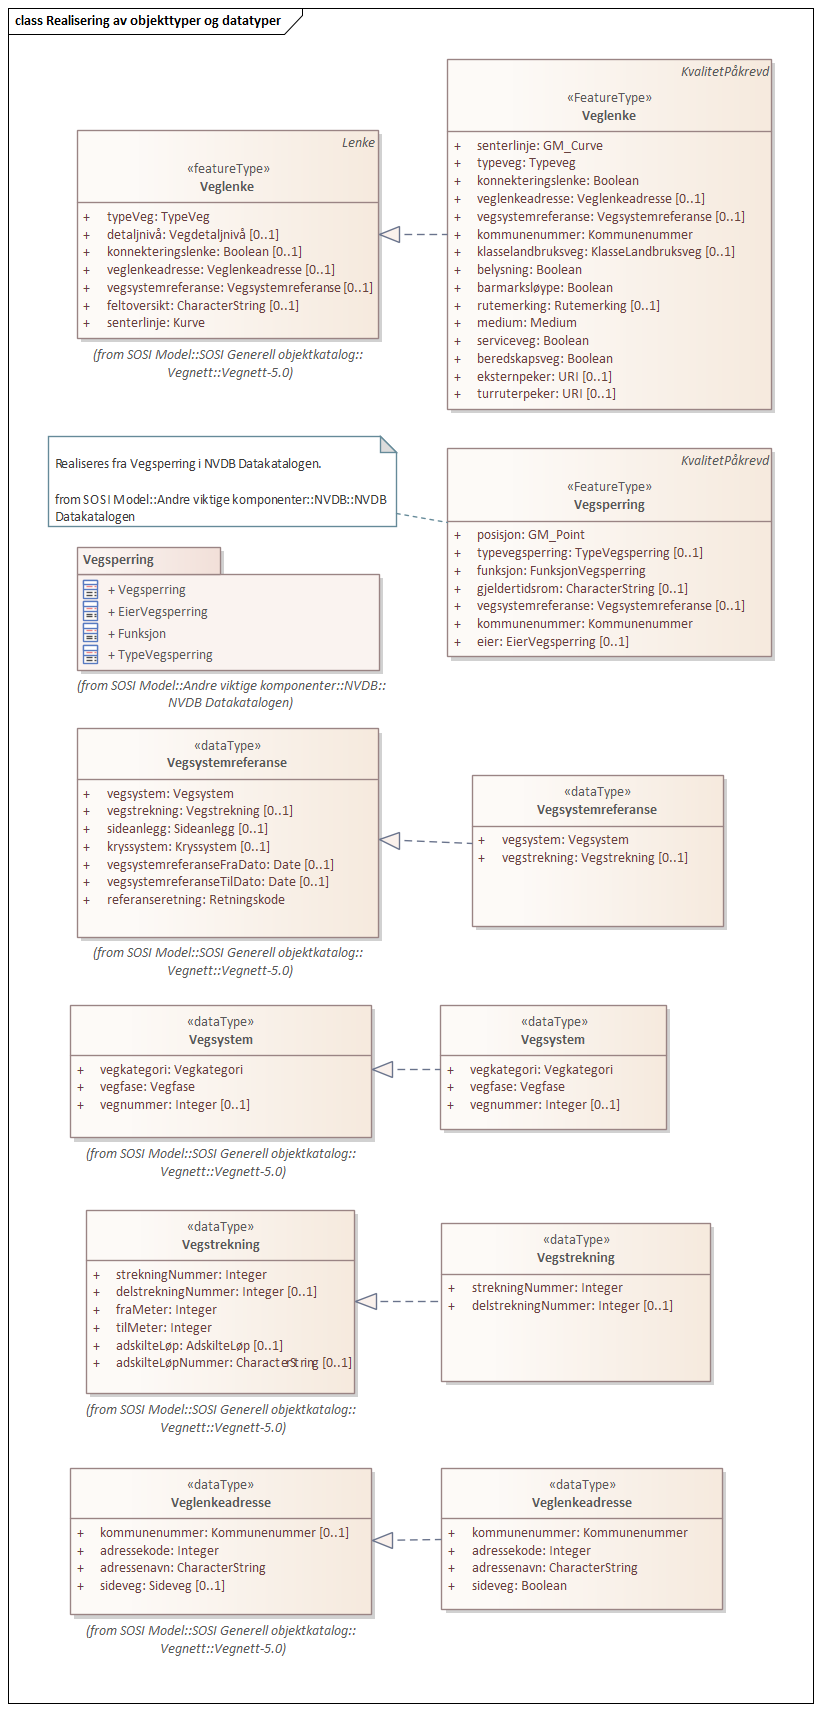 class Realisering av objekttyper og datatyper
Lenke
«featureType»
Veglenke
+ typeVeg: TypeVeg
+ detaljnivå: Vegdetaljnivå [0..1]
+ konnekteringslenke: Boolean [0..1]
+ veglenkeadresse: Veglenkeadresse [0..1]
+ vegsystemreferanse: Vegsystemreferanse [0..1]
+ feltoversikt: CharacterString [0..1]
+ senterlinje: Kurve
(from SOSI Model::SOSI Generell objektkatalog::
Vegnett::Vegnett-5.0)
KvalitetPåkrevd
«FeatureType»
Veglenke
+ senterlinje: GM_Curve
+ typeveg: Typeveg
+ konnekteringslenke: Boolean
+ veglenkeadresse: Veglenkeadresse [0..1]
+ vegsystemreferanse: Vegsystemreferanse [0..1]
+ kommunenummer: Kommunenummer
+ klasselandbruksveg: KlasseLandbruksveg [0..1]
+ belysning: Boolean
+ barmarksløype: Boolean
+ rutemerking: Rutemerking [0..1]
+ medium: Medium
+ serviceveg: Boolean
+ beredskapsveg: Boolean
+ eksternpeker: URI [0..1]
+ turruterpeker: URI [0..1]
Realiseres fra Vegsperring i NVDB Datakatalogen.
from SOSI Model::Andre viktige komponenter::NVDB::NVDB
Datakatalogen
KvalitetPåkrevd
«FeatureType»
Vegsperring
+ posisjon: GM_Point
+ typevegsperring: TypeVegsperring [0..1]
+ funksjon: FunksjonVegsperring
+ gjeldertidsrom: CharacterString [0..1]
+ vegsystemreferanse: Vegsystemreferanse [0..1]
+ kommunenummer: Kommunenummer
+ eier: EierVegsperring [0..1]
Vegsperring
+ Vegsperring
+ EierVegsperring
+ Funksjon
+ TypeVegsperring
(from SOSI Model::Andre viktige komponenter::NVDB::
NVDB Datakatalogen)
«dataType»
Vegsystemreferanse
+ vegsystem: Vegsystem
+ vegstrekning: Vegstrekning [0..1]
+ sideanlegg: Sideanlegg [0..1]
+ kryssystem: Kryssystem [0..1]
+ vegsystemreferanseFraDato: Date [0..1]
+ vegsystemreferanseTilDato: Date [0..1]
+ referanseretning: Retningskode
(from SOSI Model::SOSI Generell objektkatalog::
Vegnett::Vegnett-5.0)
«dataType»
Vegsystemreferanse
+ vegsystem: Vegsystem
+ vegstrekning: Vegstrekning [0..1]
«dataType»
Vegsystem
+ vegkategori: Vegkategori
+ vegfase: Vegfase
+ vegnummer: Integer [0..1]
(from SOSI Model::SOSI Generell objektkatalog::
Vegnett::Vegnett-5.0)
«dataType»
Vegsystem
+ vegkategori: Vegkategori
+ vegfase: Vegfase
+ vegnummer: Integer [0..1]
«dataType»
Vegstrekning
+ strekningNummer: Integer
+ delstrekningNummer: Integer [0..1]
+ fraMeter: Integer
+ tilMeter: Integer
+ adskilteLøp: AdskilteLøp [0..1]
+ adskilteLøpNummer: CharacterString [0..1]
(from SOSI Model::SOSI Generell objektkatalog::
Vegnett::Vegnett-5.0)
«dataType»
Vegstrekning
+ strekningNummer: Integer
+ delstrekningNummer: Integer [0..1]
«dataType»
Veglenkeadresse
+ kommunenummer: Kommunenummer [0..1]
+ adressekode: Integer
+ adressenavn: CharacterString
+ sideveg: Sideveg [0..1]
(from SOSI Model::SOSI Generell objektkatalog::
Vegnett::Vegnett-5.0)
«dataType»
Veglenkeadresse
+ kommunenummer: Kommunenummer
+ adressekode: Integer
+ adressenavn: CharacterString
+ sideveg: Boolean